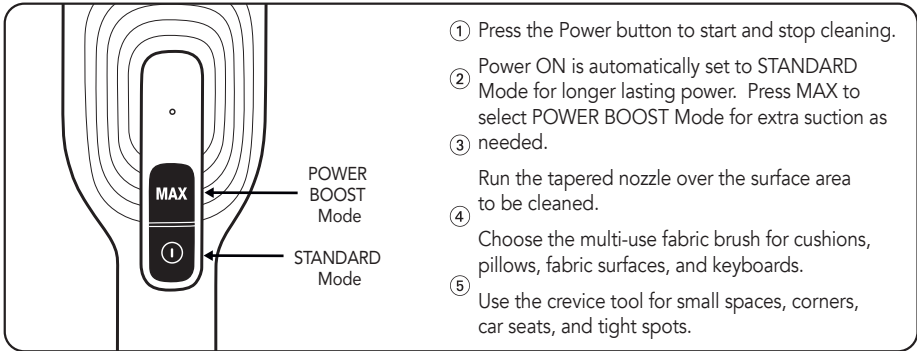 MAX
POWER
BOOST
Mode
STANDARD
Mode
① Press the Power button to start and stop cleaning.
② Power ON is automatically set to STANDARD
Mode for longer lasting power.  Press MAX to
select POWER BOOST Mode for extra suction as
③ needed.
Run the tapered nozzle over the surface area
④ to be cleaned.
Choose the multi-use fabric brush for cushions,
pillows, fabric surfaces, and keyboards.
⑤
Use the crevice tool for small spaces, corners,
car seats, and tight spots.